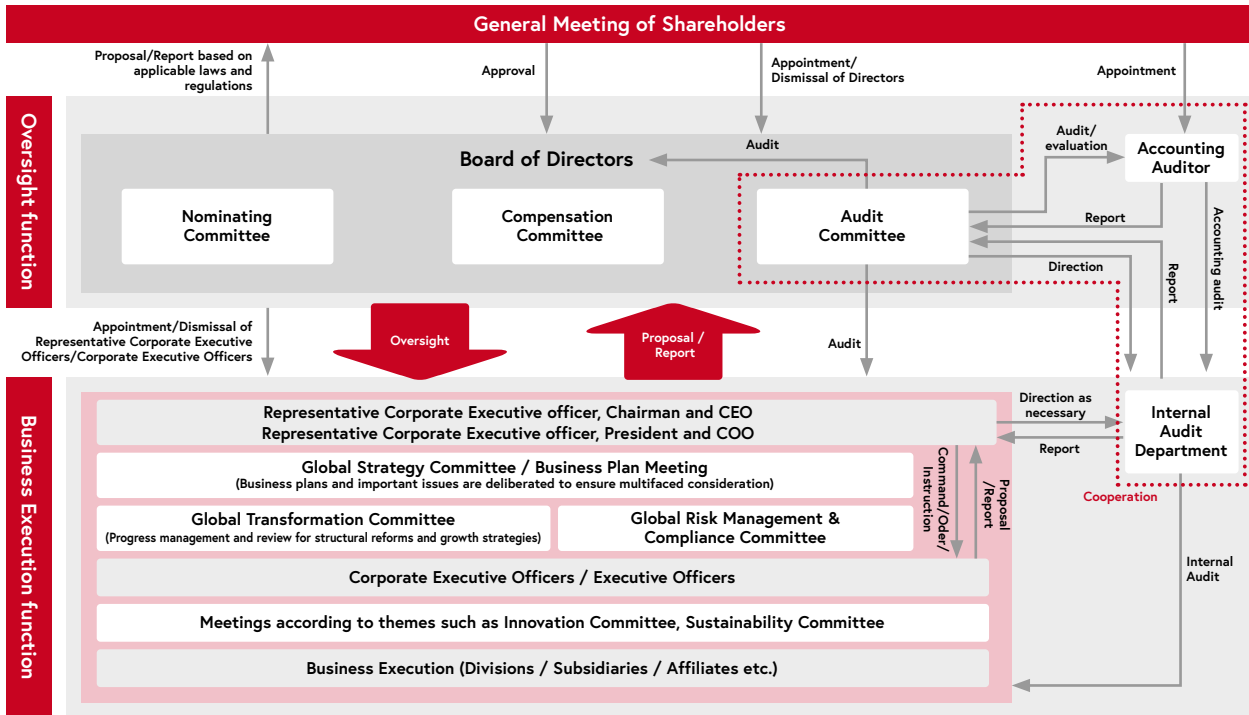 General Meeting of Shareholders
Proposal/Report based on
applicable laws and
regulations
Approval
Appointment/
Dismissal of Directors
Appointment
Oversight function
Board of Directors
Audit
Audit/
evaluation
Accounting
Auditor
Nominating
Committee
Compensation
Committee
Audit
Committee
Report
Direction
Report
Accounting audit
Appointment/Dismissal of
Representative Corporate Executive
Officers/Corporate Executive Officers
Oversight
Proposal /
Report
Audit
Business Execution function
Representative Corporate Executive officer, Chairman and CEO
Representative Corporate Executive officer, President and COO
Direction as
necessary
Report
Internal
Audit
Department
Cooperation
Global Strategy Committee / Business Plan Meeting
(Business plans and important issues are deliberated to ensure multifaced consideration)
Command/Oder/
Instruction
Proposal
/Report
Global Transformation Committee
(Progress management and review for structural reforms and growth strategies)
Global Risk Management &
Compliance Committee
Corporate Executive Officers / Executive Officers
Internal
Audit
Meetings according to themes such as Innovation Committee, Sustainability Committee
Business Execution (Divisions / Subsidiaries / Affiliates etc.)